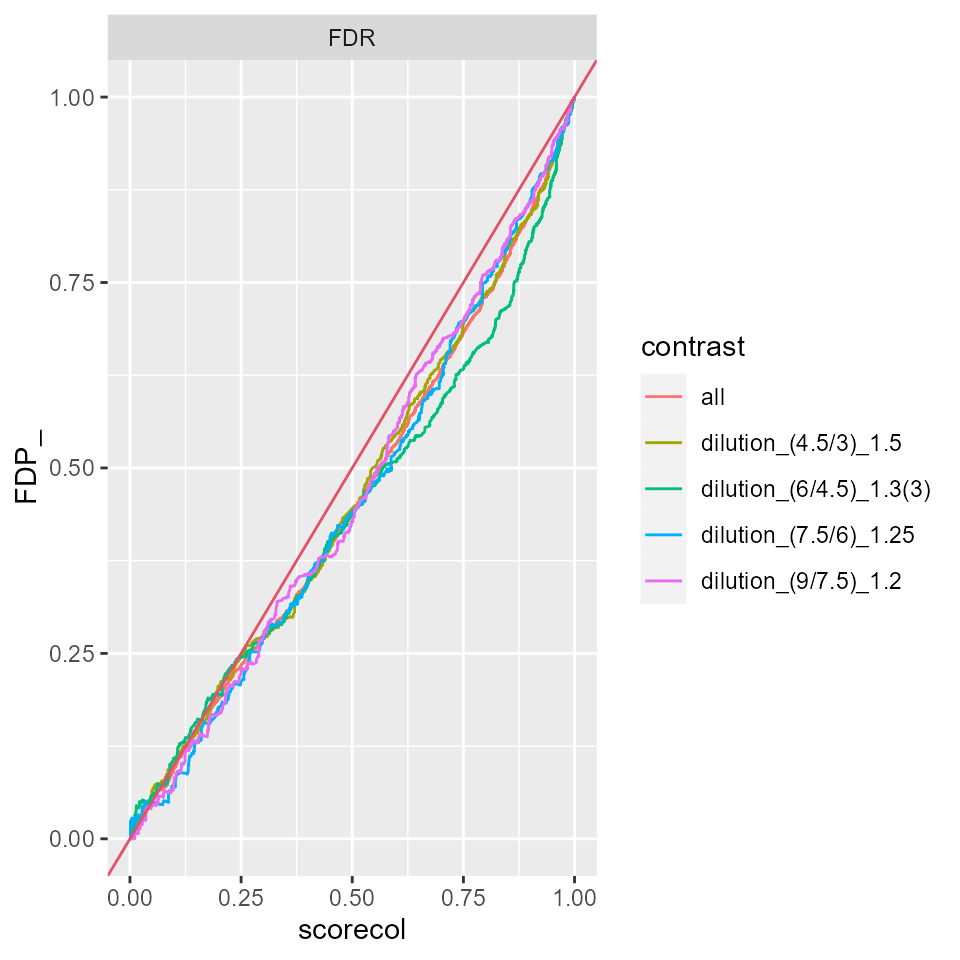 FDR
1.00
0.75
0.50
0.25
0.00
FDP_
0.00 0.25 0.50 0.75 1.00
scorecol
contrast
all
dilution_(4.5/3)_1.5
dilution_(6/4.5)_1.3(3)
dilution_(7.5/6)_1.25
dilution_(9/7.5)_1.2